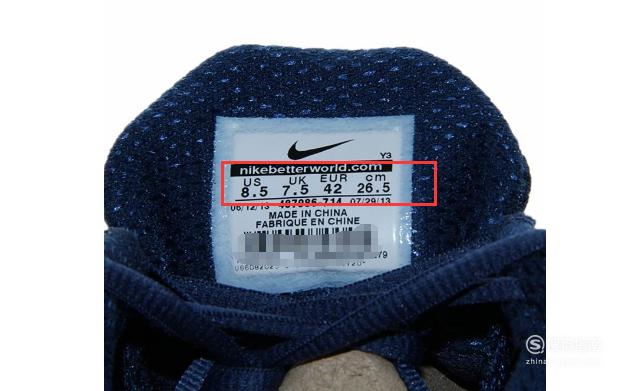 Y3
nikebetterworld.com
US UK EUR cm
8.5 7.5 42 26.5
06/12/13 487986-714 07/29/13
MADE IN CHINA
FABRIQUE EN CHINE